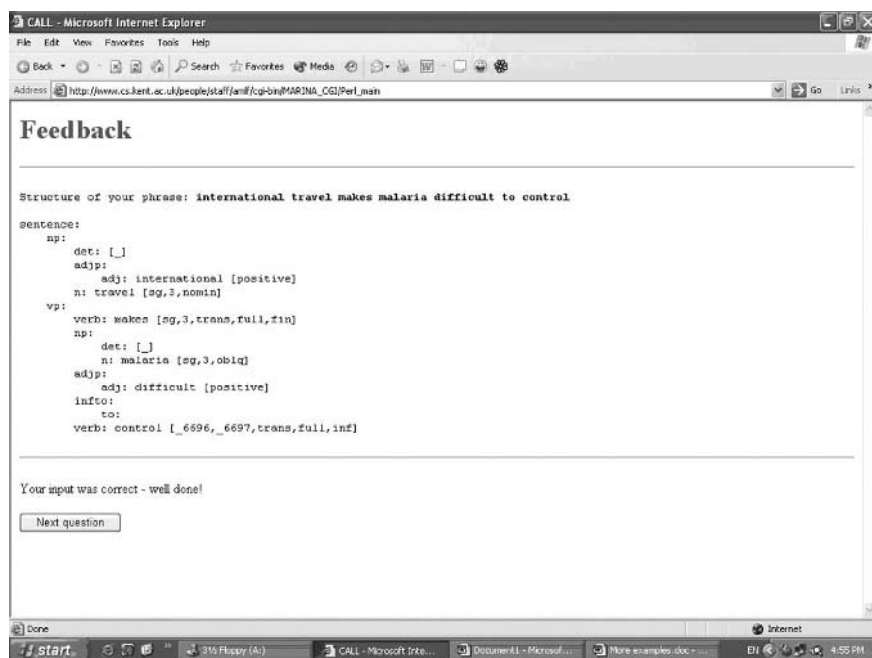 CALL - Microsoft Internet Explorer
File Edit View Favorites Tools Help
Back Search Favorites Media
Address http://www.cs.kent.ac.uk/people/staff/amlf/cgi-bin/MARINA_CGI/Perl_main Go Links
Feedback
Structure of your phrase: international travel makes malaria difficult to control
sentence:
np:
det: [_]
adjp:
adj: international [positive]
n: travel [sg,3,nomin]
vp:
verb: makes [sg,3,trans,full,fin]
np:
det: [_]
n: malaria [sg,3,oblq]
adjp:
adj: difficult [positive]
infto:
to:
verb: control [_6696,_6697,trans,full,inf]
Your input was correct - well done!
Next question
Done Internet
start 3½ Floppy (A:) CALL - Microsoft Inte... Document1 - Microsof... More examples.doc - ... EN 4:55 PM